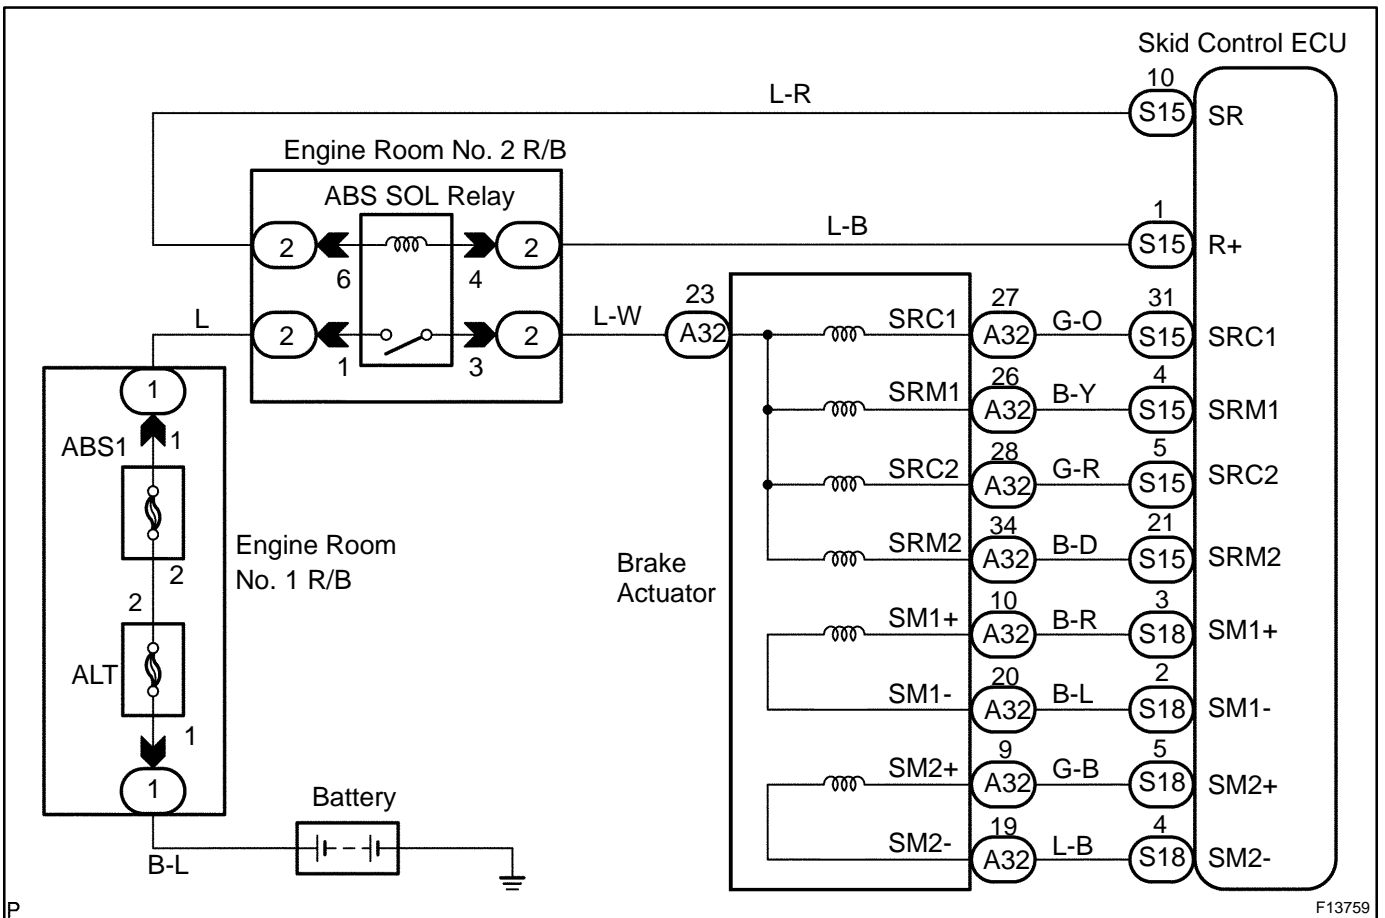 Skid Control ECU
10
L-R
S15
SR
Engine Room No. 2 R/B
ABS SOL Relay
1
L-B
2
2
S15
R+
6
4
23
27
31
L
L-W
SRC1
G-O
2
2
A32
A32
S15
SRC1
1
3
26
4
1
SRM1
B-Y
A32
S15
SRM1
ABS1
1
28
5
SRC2
G-R
A32
S15
SRC2
34
21
Engine Room
No. 1 R/B
SRM2
B-D
A32
S15
SRM2
2
Brake
Actuator
2
10
3
SM1+
B-R
A32
S18
SM1+
ALT
20
2
SM1-
B-L
A32
S18
SM1-
1
9
5
SM2+
G-B
A32
S18
SM2+
1
Battery
19
4
SM2-
L-B
A32
S18
SM2-
B-L
P
F13759